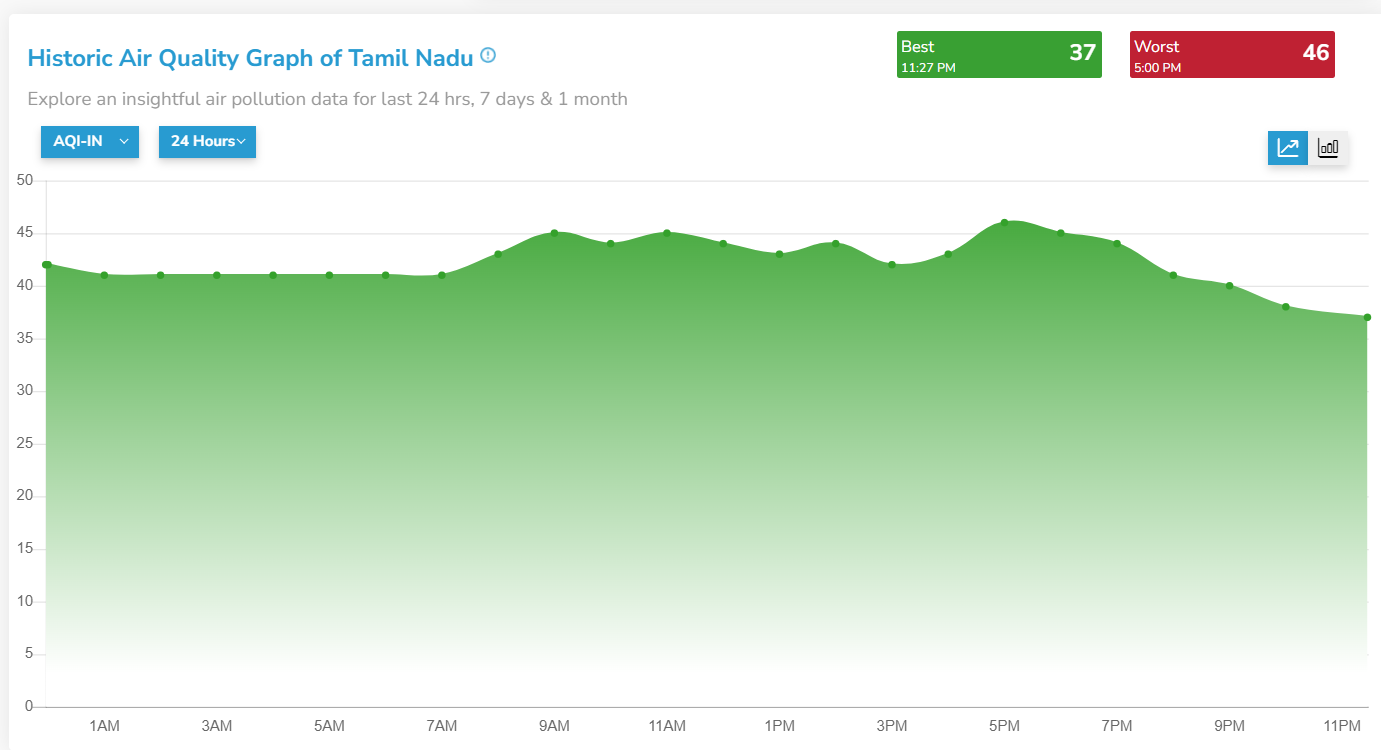 Historic Air Quality Graph of Tamil Nadu
Explore an insightful air pollution data for last 24 hrs, 7 days & 1 month
Best 37
11:27 PM
Worst 46
5:00 PM
AQI-IN
24 Hours
50
45
40
35
30
25
20
15
10
5
0
1AM 3AM 5AM 7AM 9AM 11AM 1PM 3PM 5PM 7PM 9PM 11PM